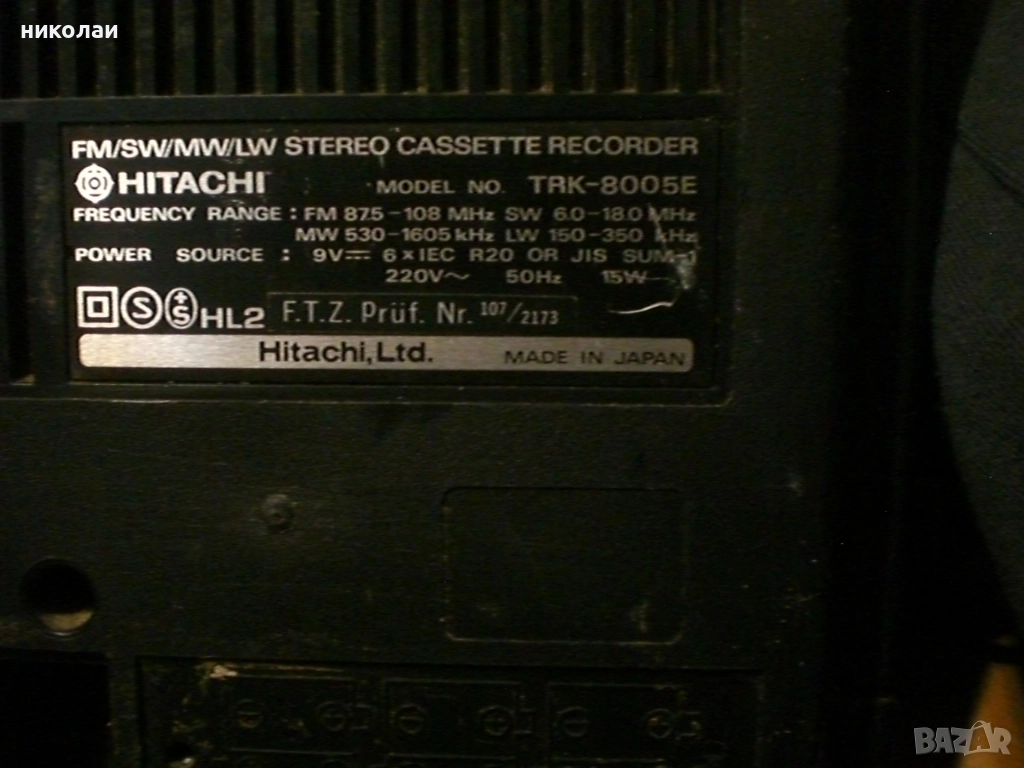 николаи
FM/SW/MW/LW STEREO CASSETTE RECORDER
HITACHI MODEL NO. TRK-8005E
FREQUENCY RANGE : FM 87.5-108 MHz SW 6.0-18.0 MHz
MW 530-1605 kHz LW 150-350 kHz
POWER SOURCE : 9V⎓ 6×IEC R20 OR JIS SUM-1
220V~ 50Hz 15W
S +S HL2 F.T.Z. Prüf. Nr. 107/2173
Hitachi, Ltd. MADE IN JAPAN
BAZAR